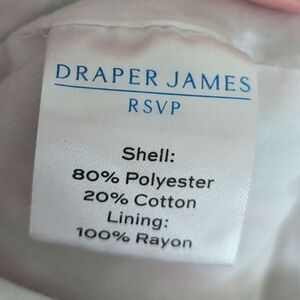 DRAPER JAMES
RSVP
Shell:
80% Polyester
20% Cotton
Lining:
100% Rayon